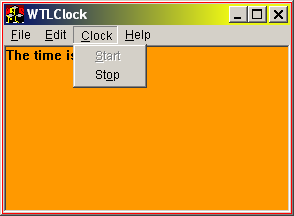 WTLClock
File Edit Clock Help
The time is
Start
Stop